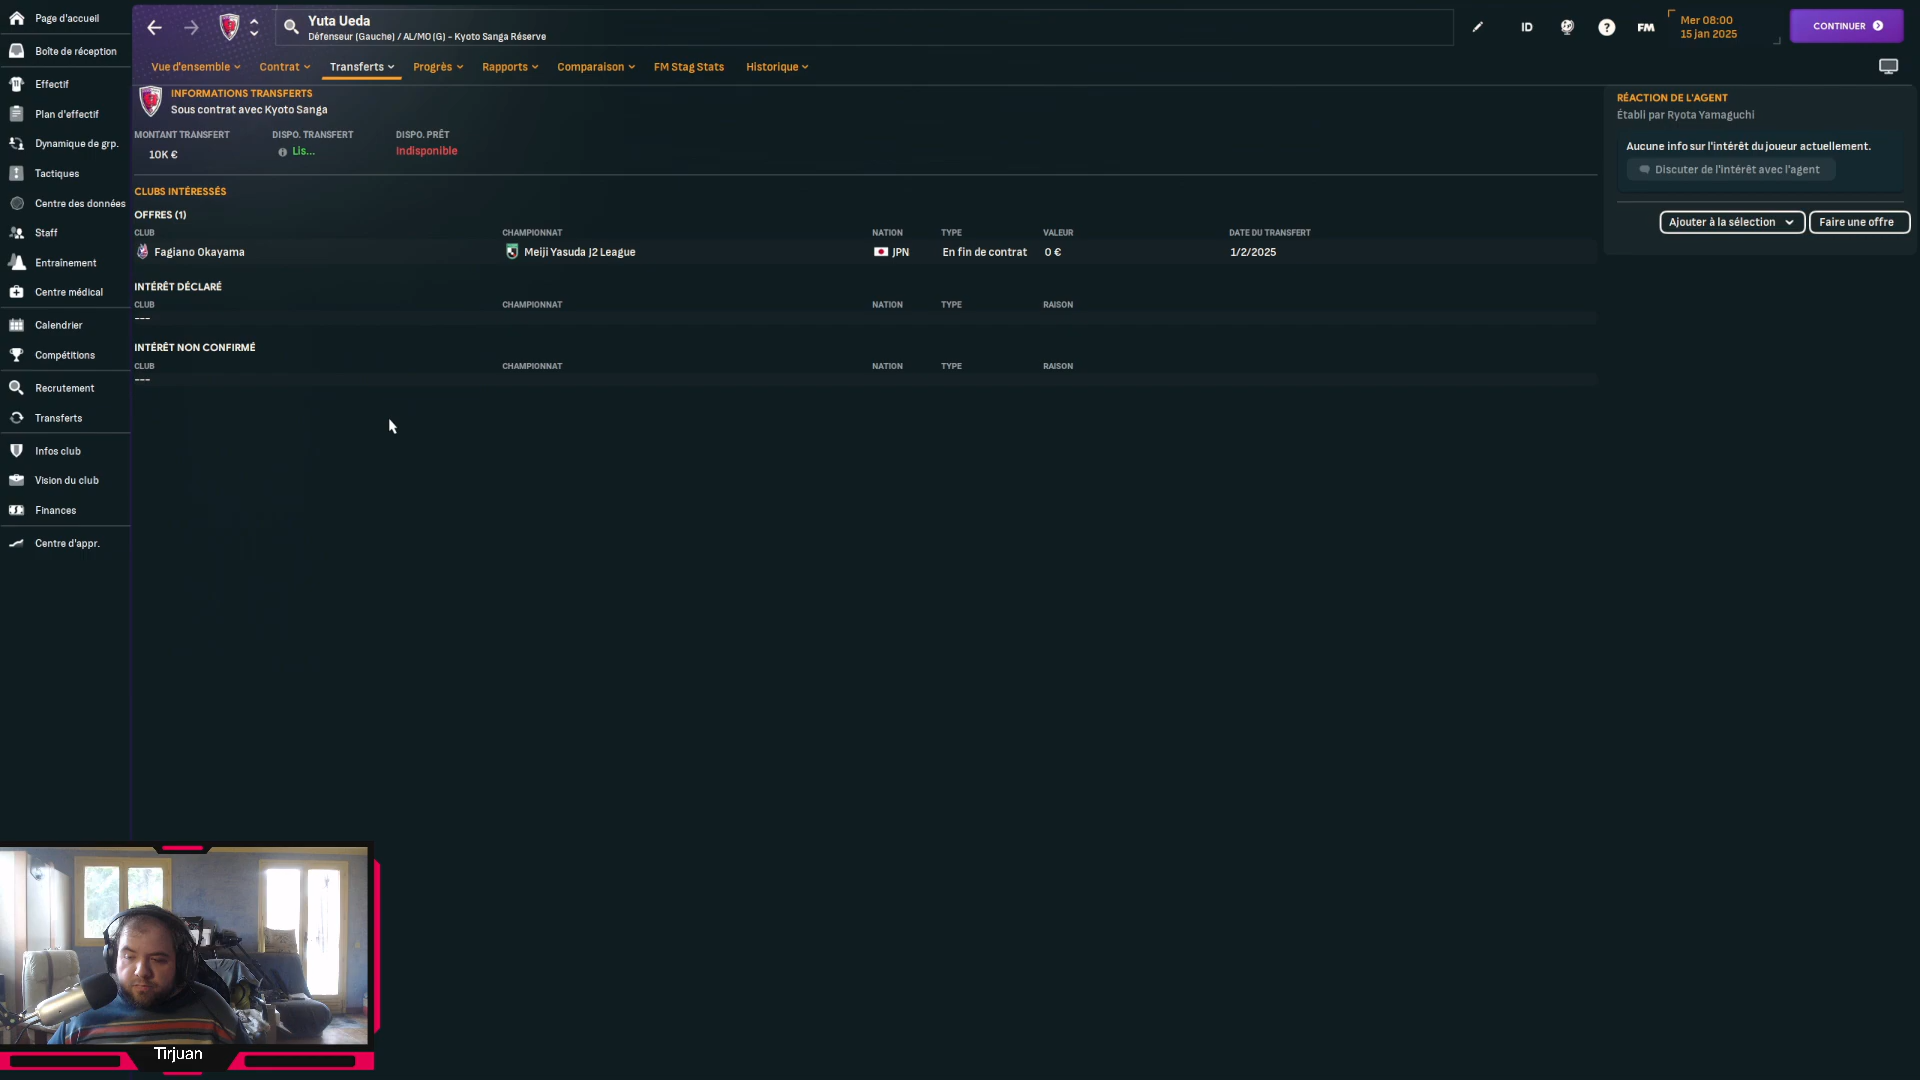 Page d'accueil
Boîte de réception
Effectif
Plan d'effectif
Dynamique de grp.
Tactiques
Centre des données
Staff
Entraînement
Centre médical
Calendrier
Compétitions
Recrutement
Transferts
Infos club
Vision du club
Finances
Centre d'appr.
Yuta Ueda
Défenseur (Gauche) / AL/MO (G) - Kyoto Sanga Réserve
ID
?
FM
Mer 08:00
15 jan 2025
CONTINUER
Vue d'ensemble
Contrat
Transferts
Progrès
Rapports
Comparaison
FM Stag Stats
Historique
INFORMATIONS TRANSFERTS
Sous contrat avec Kyoto Sanga
MONTANT TRANSFERT DISPO. TRANSFERT DISPO. PRÊT
10K € Lis... Indisponible
CLUBS INTÉRESSÉS
OFFRES (1)
CLUB CHAMPIONNAT NATION TYPE VALEUR DATE DU TRANSFERT
Fagiano Okayama Meiji Yasuda J2 League JPN En fin de contrat 0 € 1/2/2025
INTÉRÊT DÉCLARÉ
CLUB CHAMPIONNAT NATION TYPE RAISON
---
INTÉRÊT NON CONFIRMÉ
CLUB CHAMPIONNAT NATION TYPE RAISON
---
RÉACTION DE L'AGENT
Établi par Ryota Yamaguchi
Aucune info sur l'intérêt du joueur actuellement.
Discuter de l'intérêt avec l'agent
Ajouter à la sélection
Faire une offre
Tirjuan